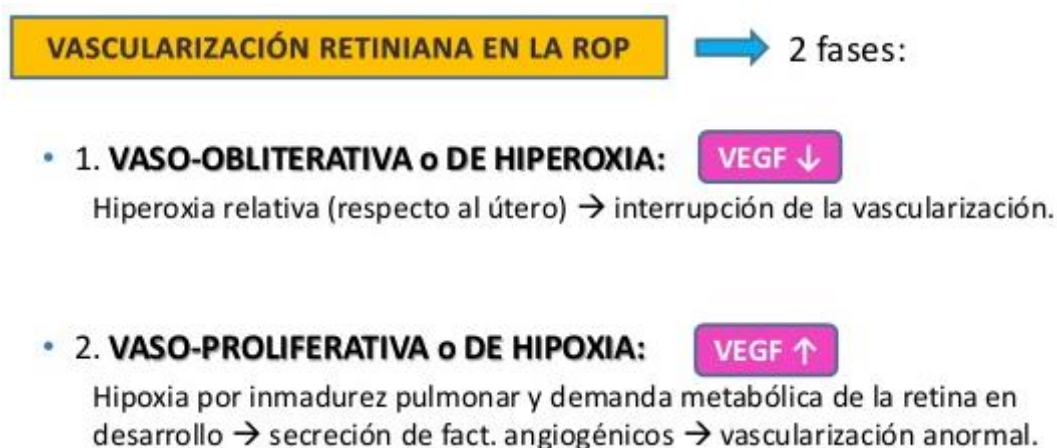 VASCULARIZACIÓN RETINIANA EN LA ROP → 2 fases:
• 1. VASO-OBLITERATIVA o DE HIPEROXIA: VEGF ↓
Hiperoxia relativa (respecto al útero) → interrupción de la vascularización.
• 2. VASO-PROLIFERATIVA o DE HIPOXIA: VEGF ↑
Hipoxia por inmadurez pulmonar y demanda metabólica de la retina en
desarrollo → secreción de fact. angiogénicos → vascularización anormal.